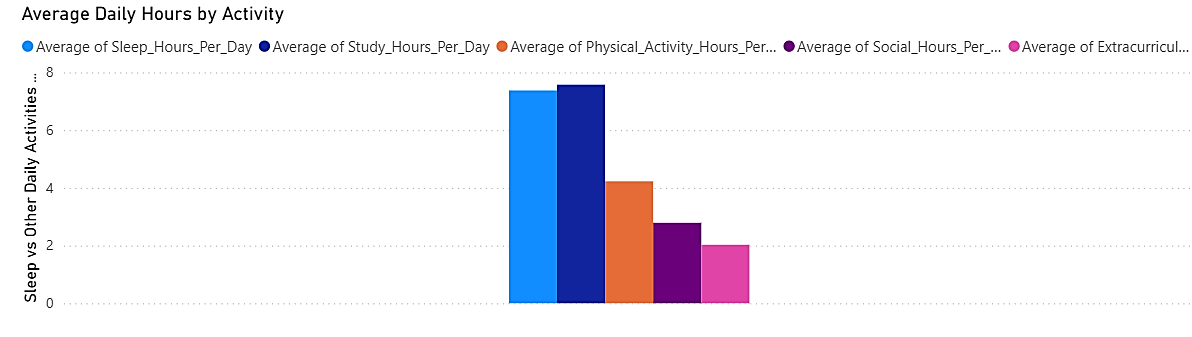 Average Daily Hours by Activity
Average of Sleep_Hours_Per_Day Average of Study_Hours_Per_Day Average of Physical_Activity_Hours_Per... Average of Social_Hours_Per_... Average of Extracurricul...
Sleep vs Other Daily Activities ...
8
6
4
2
0